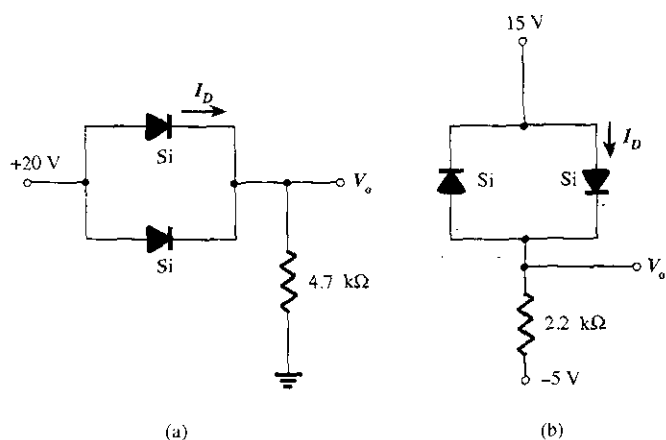 15 V
I_D
Si
+20 V
V_o
Si
4.7 kΩ
(a)
I_D
Si
Si
V_o
2.2 kΩ
–5 V
(b)